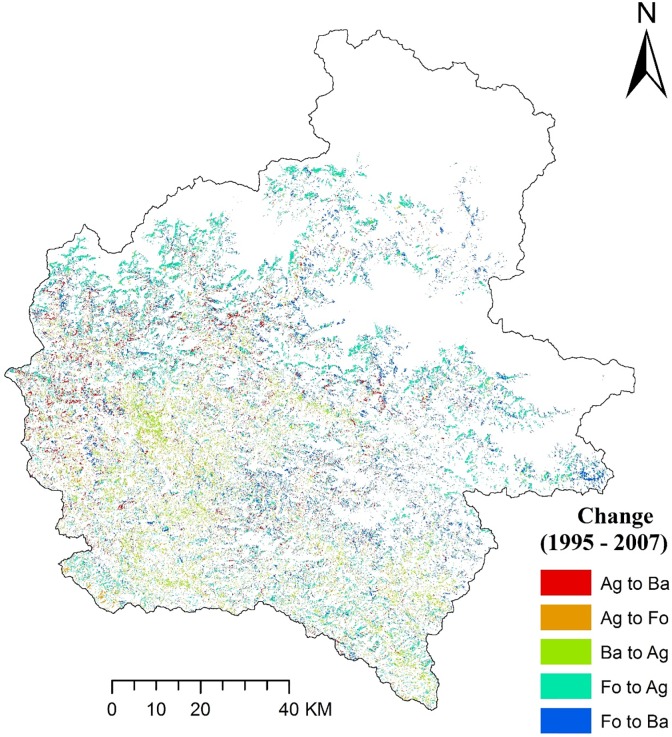 N
Change
(1995 - 2007)
Ag to Ba
Ag to Fo
Ba to Ag
Fo to Ag
Fo to Ba
0 10 20 40 KM